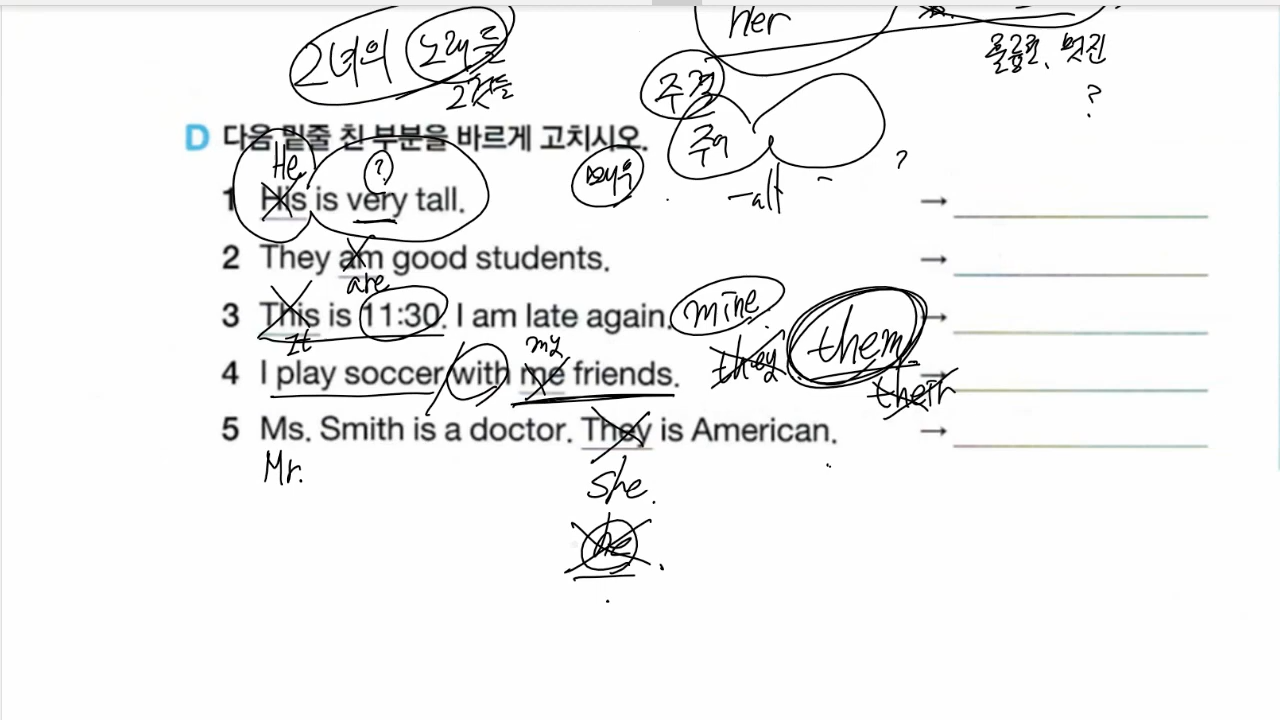 her
그녀의 노래들
그것들
훌륭한, 멋진
?
주격
D 다음 밑줄 친 부분을 바르게 고치시오.
주어
He
?
매우
?
1 His is very tall. →
2 They am good students. →
are
3 This is 11:30. I am late again. →
mine
It
my
they
them
4 I play soccer with me friends. →
their
5 Ms. Smith is a doctor. They is American. →
Mr.
She.
he